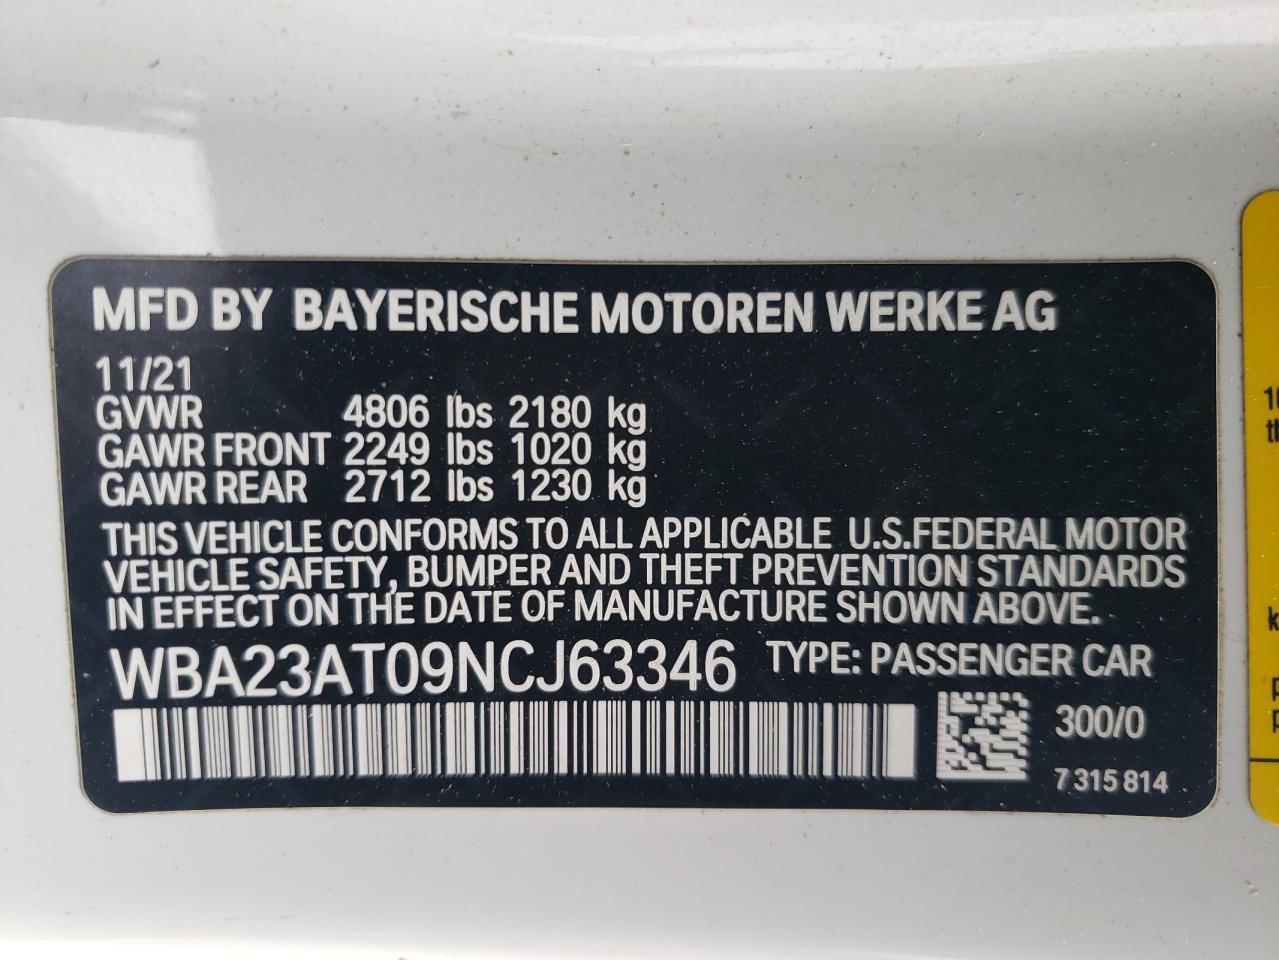 MFD BY BAYERISCHE MOTOREN WERKE AG
11/21
GVWR 4806 lbs 2180 kg
GAWR FRONT 2249 lbs 1020 kg
GAWR REAR 2712 lbs 1230 kg
THIS VEHICLE CONFORMS TO ALL APPLICABLE U.S.FEDERAL MOTOR
VEHICLE SAFETY, BUMPER AND THEFT PREVENTION STANDARDS
IN EFFECT ON THE DATE OF MANUFACTURE SHOWN ABOVE.
WBA23AT09NCJ63346 TYPE: PASSENGER CAR
300/0
7 315 814